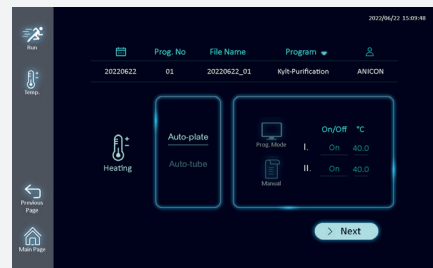 2022/06/22 15:09:48
Run
Prog. No File Name Program
20220622 01 20220622_01 Kylt-Purification ANICON
Temp.
On/Off °C
Auto-plate
Prog. Mode I. On 40.0
Heating Auto-tube
II. On 40.0
Manual
Previous
Page
> Next
Main Page